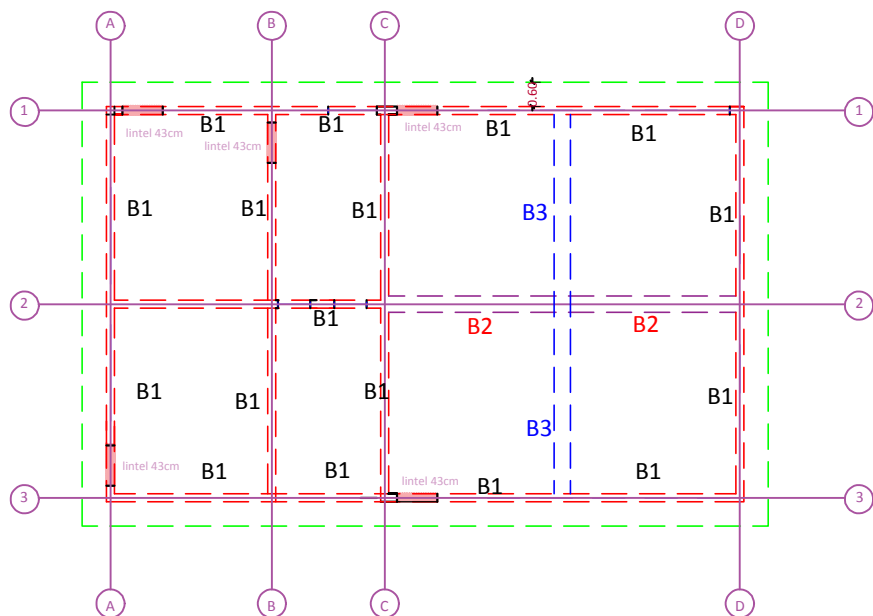 A B C D
0.60
1 1
B1 B1 B1 B1
lintel 43cm lintel 43cm
lintel 43cm
B1 B1 B1 B3 B1
2 2
B1 B2 B2
B1 B1 B1 B1
B3
lintel 43cm B1 B1 B1
lintel 43cm B1
3 3
A B C D